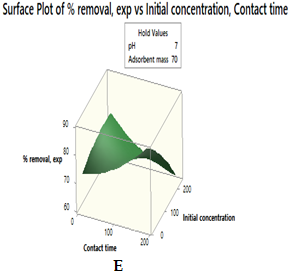 Surface Plot of % removal, exp vs Initial concentration, Contact time
Hold Values
pH 7
Adsorbent mass 70
90
80
70
60
% removal, exp
0
100
200
Contact time
0
100
200
Initial concentration
E